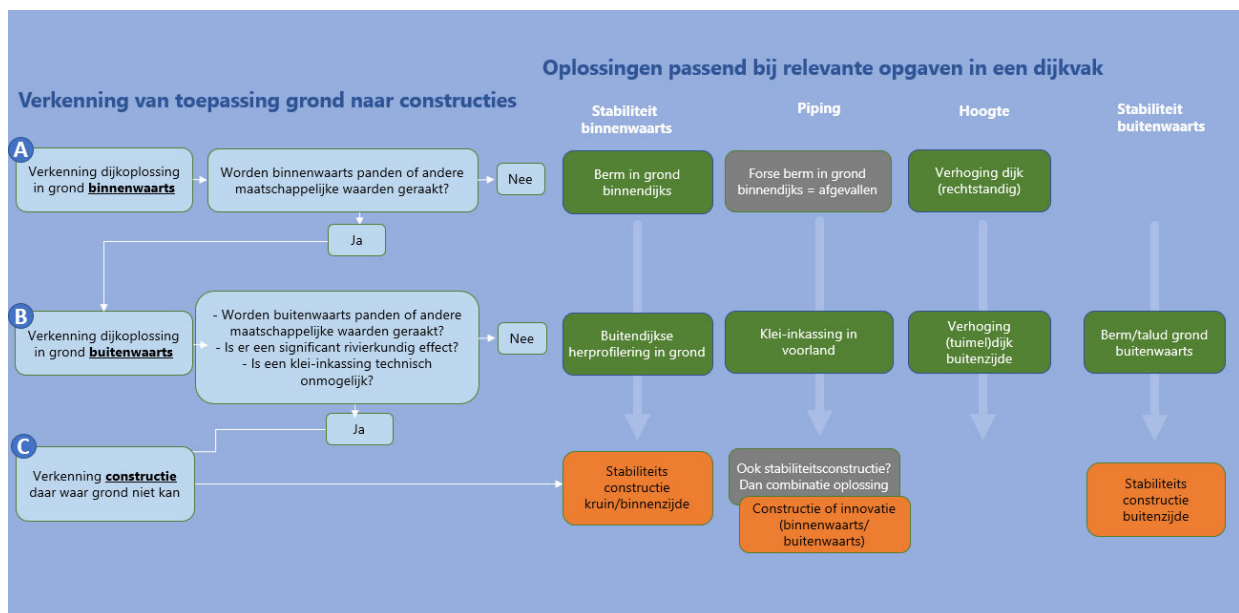 Oplossingen passend bij relevante opgaven in een dijkvak
Verkenning van toepassing grond naar constructies
Stabiliteit
binnenwaarts
Piping
Hoogte
Stabiliteit
buitenwaarts
A
Verkenning dijkoplossing
in grond binnenwaarts
Worden binnenwaarts panden of andere
maatschappelijke waarden geraakt?
Nee
Berm in grond
binnendijks
Forse berm in grond
binnendijks = afgevallen
Verhoging dijk
(rechtstandig)
Ja
B
Verkenning dijkoplossing
in grond buitenwaarts
- Worden buitenwaarts panden of andere
maatschappelijke waarden geraakt?
- Is er een significant rivierkundig effect?
- Is een klei-inkassing technisch
onmogelijk?
Nee
Buitendijkse
herprofilering in grond
Klei-inkassing in
voorland
Verhoging
(tuimel)dijk
buitenzijde
Berm/talud grond
buitenwaarts
Ja
C
Verkenning constructie
daar waar grond niet kan
Stabiliteits
constructie
kruin/binnenzijde
Ook stabiliteitsconstructie?
Dan combinatie oplossing
Constructie of innovatie
(binnenwaarts/
buitenwaarts)
Stabiliteits
constructie
buitenzijde